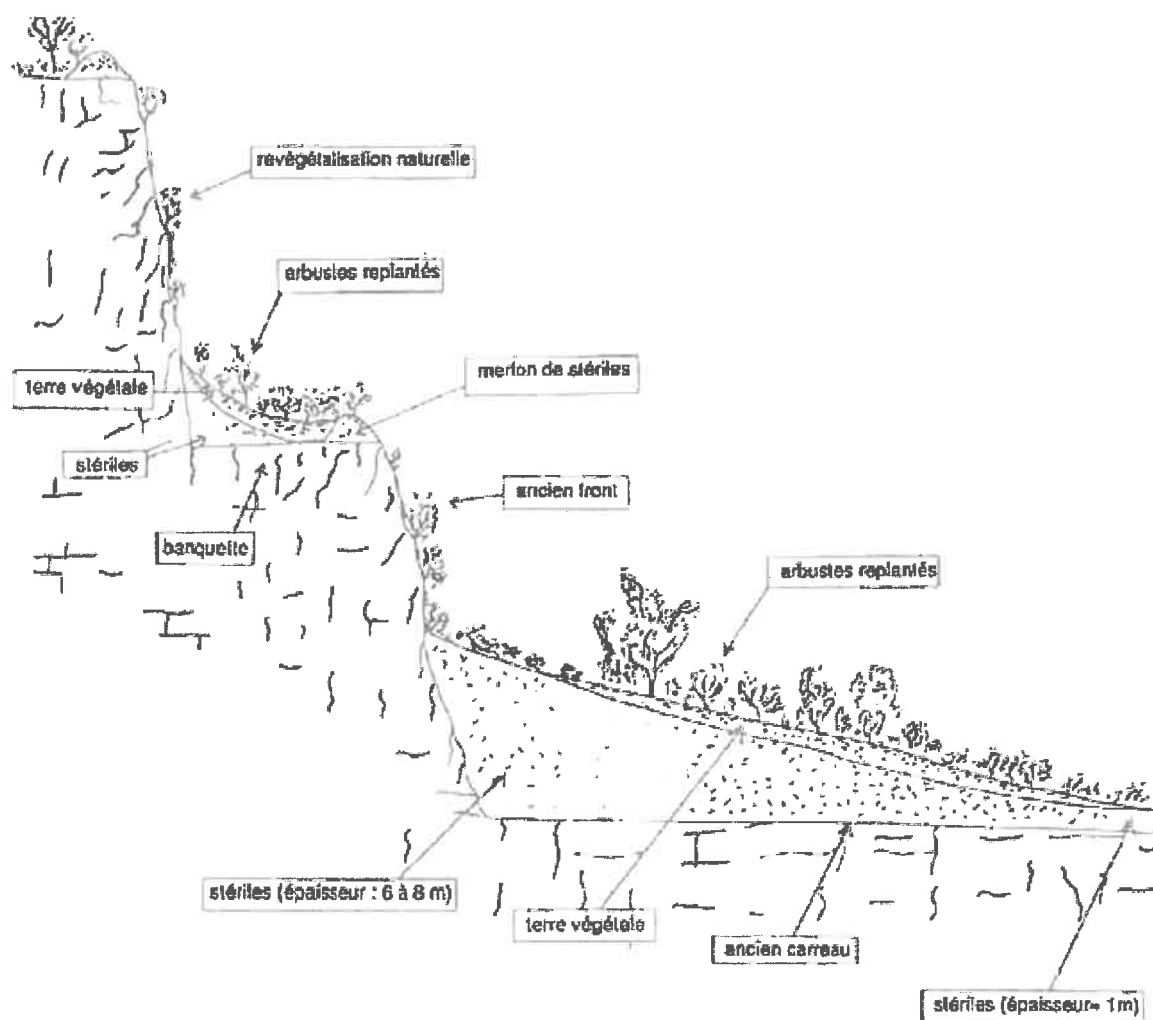 revégétalisation naturelle
arbustes replantés
terre végétale
merlon de stériles
stériles
ancien front
banquette
arbustes replantés
stériles (épaisseur : 6 à 8 m)
terre végétale
ancien carreau
stériles (épaisseur= 1m)